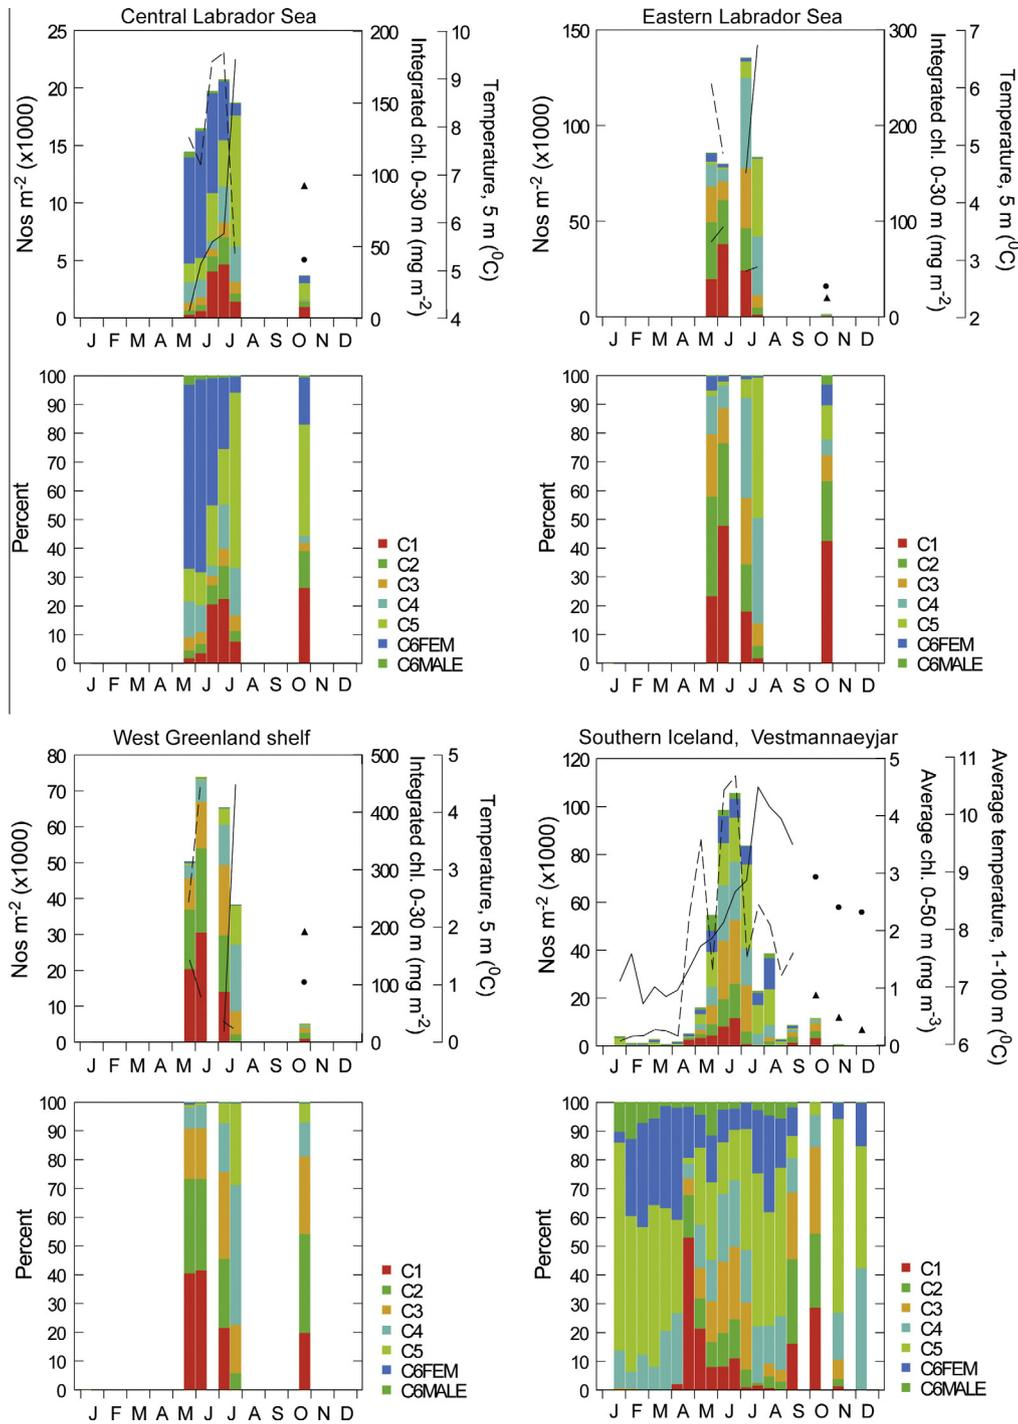 Central Labrador Sea
25
20
15
10
5
0
Nos m-2 (x1000)
200
150
100
50
0
Integrated chl. 0-30 m (mg m-2)
10
9
8
7
6
5
4
Temperature, 5 m (0C)
J F M A M J J A S O N D
Eastern Labrador Sea
150
100
50
Nos m-2 (x1000)
300
200
100
0
Integrated chl. 0-30 m (mg m-2)
7
6
5
4
3
2
Temperature, 5 m (0C)
J F M A M J J A S O N D
100
90
80
70
60
50
40
30
20
10
0
Percent
J F M A M J J A S O N D
C1
C2
C3
C4
C5
C6FEM
C6MALE
100
90
80
70
60
50
40
30
20
10
0
Percent
J F M A M J J A S O N D
C1
C2
C3
C4
C5
C6FEM
C6MALE
West Greenland shelf
80
70
60
50
40
30
20
10
0
Nos m-2 (x1000)
500
400
300
200
100
0
Integrated chl. 0-30 m (mg m-2)
5
4
3
2
1
0
Temperature, 5 m (0C)
J F M A M J J A S O N D
Southern Iceland, Vestmannaeyjar
120
100
80
60
40
20
0
Nos m-2 (x1000)
5
4
3
2
1
0
Average chl. 0-50 m (mg m-3)
11
10
9
8
7
6
Average temperature, 1-100 m (0C)
J F M A M J J A S O N D
100
90
80
70
60
50
40
30
20
10
0
Percent
J F M A M J J A S O N D
C1
C2
C3
C4
C5
C6FEM
C6MALE
100
90
80
70
60
50
40
30
20
10
0
Percent
J F M A M J J A S O N D
C1
C2
C3
C4
C5
C6FEM
C6MALE